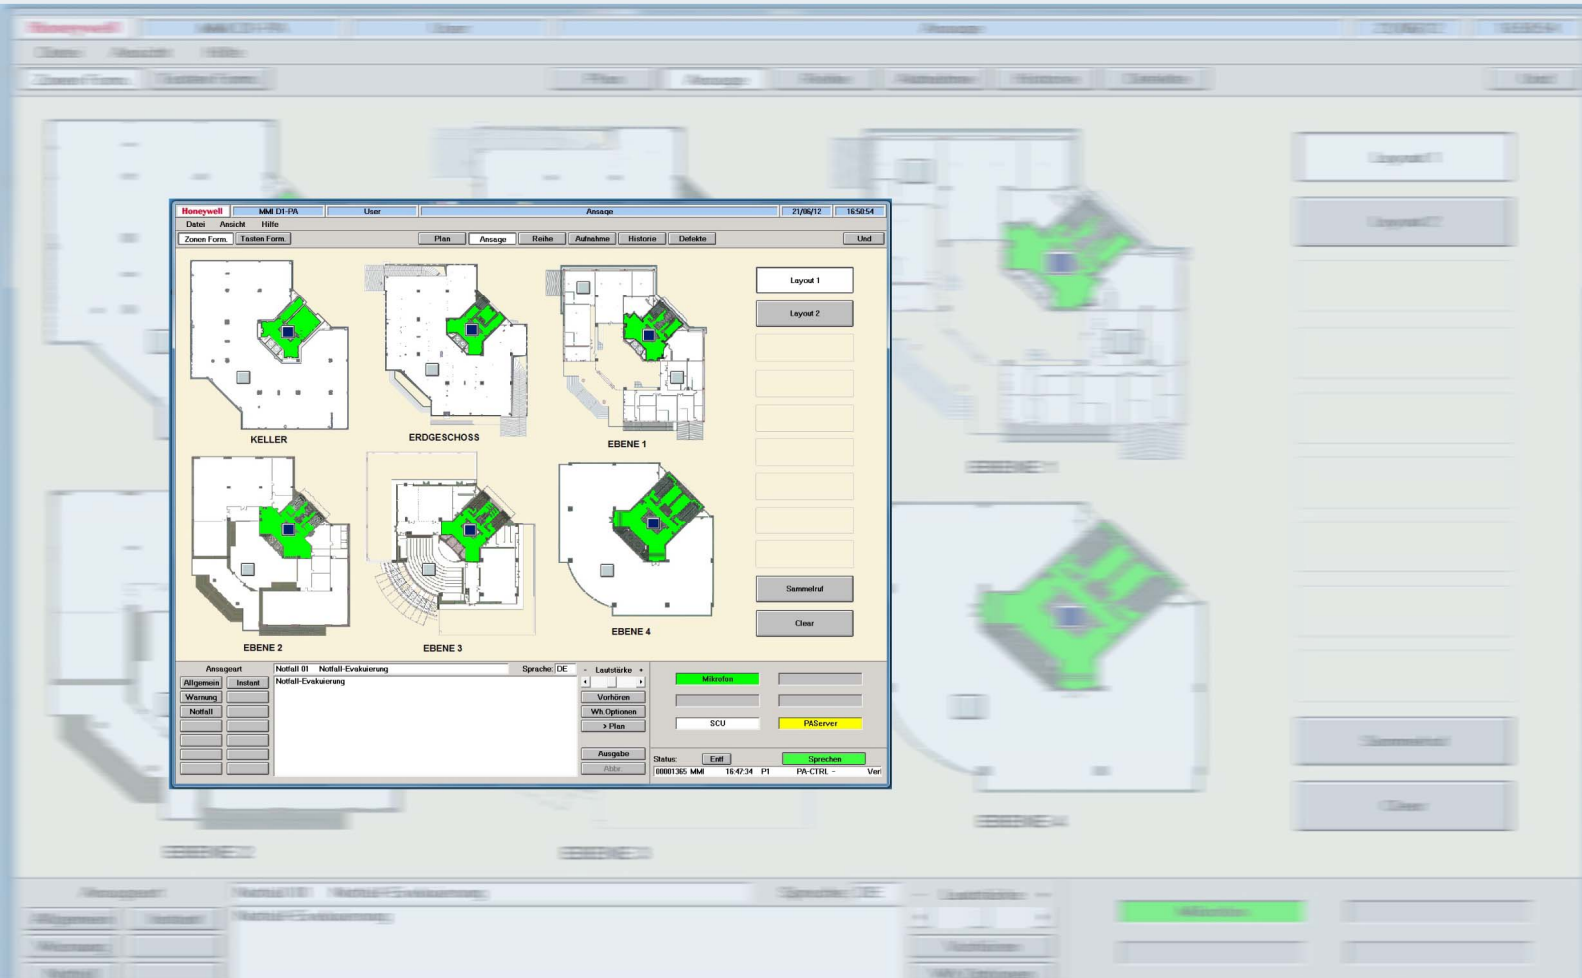 Honeywell MMI D1-PA User Ansage 21/06/12 16:50:54
Datei Ansicht Hilfe
Zonen Form. Tasten Form. Plan Ansage Reihe Aufnahme Historie Defekte Und
Layout 1
Layout 2
KELLER ERDGESCHOSS EBENE 1
Sammelruf
Clear
EBENE 2 EBENE 3 EBENE 4
Ansageart Notfall 01 Notfall-Evakuierung Sprache: DE - Lautstärke +
Allgemein Instant Notfall-Evakuierung Mikrofon
Warnung Vorhören
Notfall Wh.Optionen
> Plan SCU PAServer
Ausgabe
Status: Entf Sprechen
Abbr.
00001365 MMI 16:47:34 P1 PA-CTRL - Verl